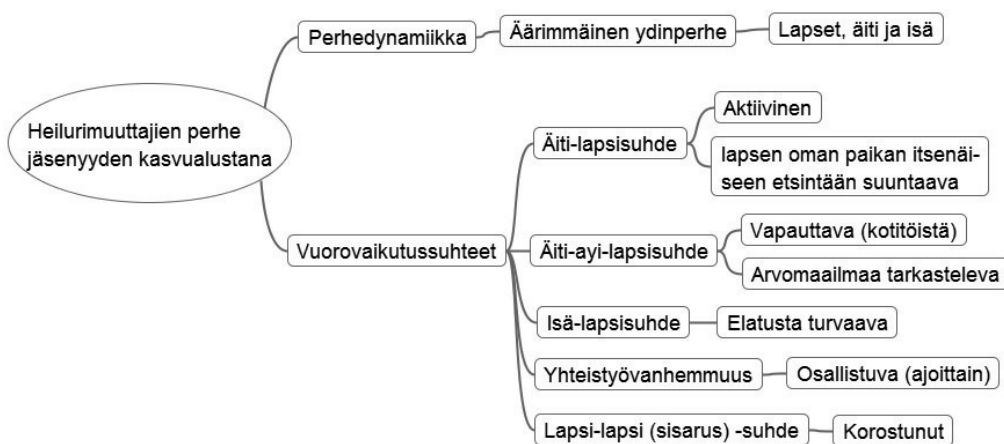 Heilurimuuttajien perhe
jäsenyyden kasvualustana
Perhedynamiikka
Äärimmäinen ydinperhe
Lapset, äiti ja isä
Vuorovaikutussuhteet
Äiti-lapsisuhde
Aktiivinen
lapsen oman paikan itsenäi-
seen etsintään suuntaava
Äiti-ayi-lapsisuhde
Vapauttava (kotitöistä)
Arvomaailmaa tarkasteleva
Isä-lapsisuhde
Elatusta turvaava
Yhteistyövanhemmuus
Osallistuva (ajoittain)
Lapsi-lapsi (sisarus) -suhde
Korostunut